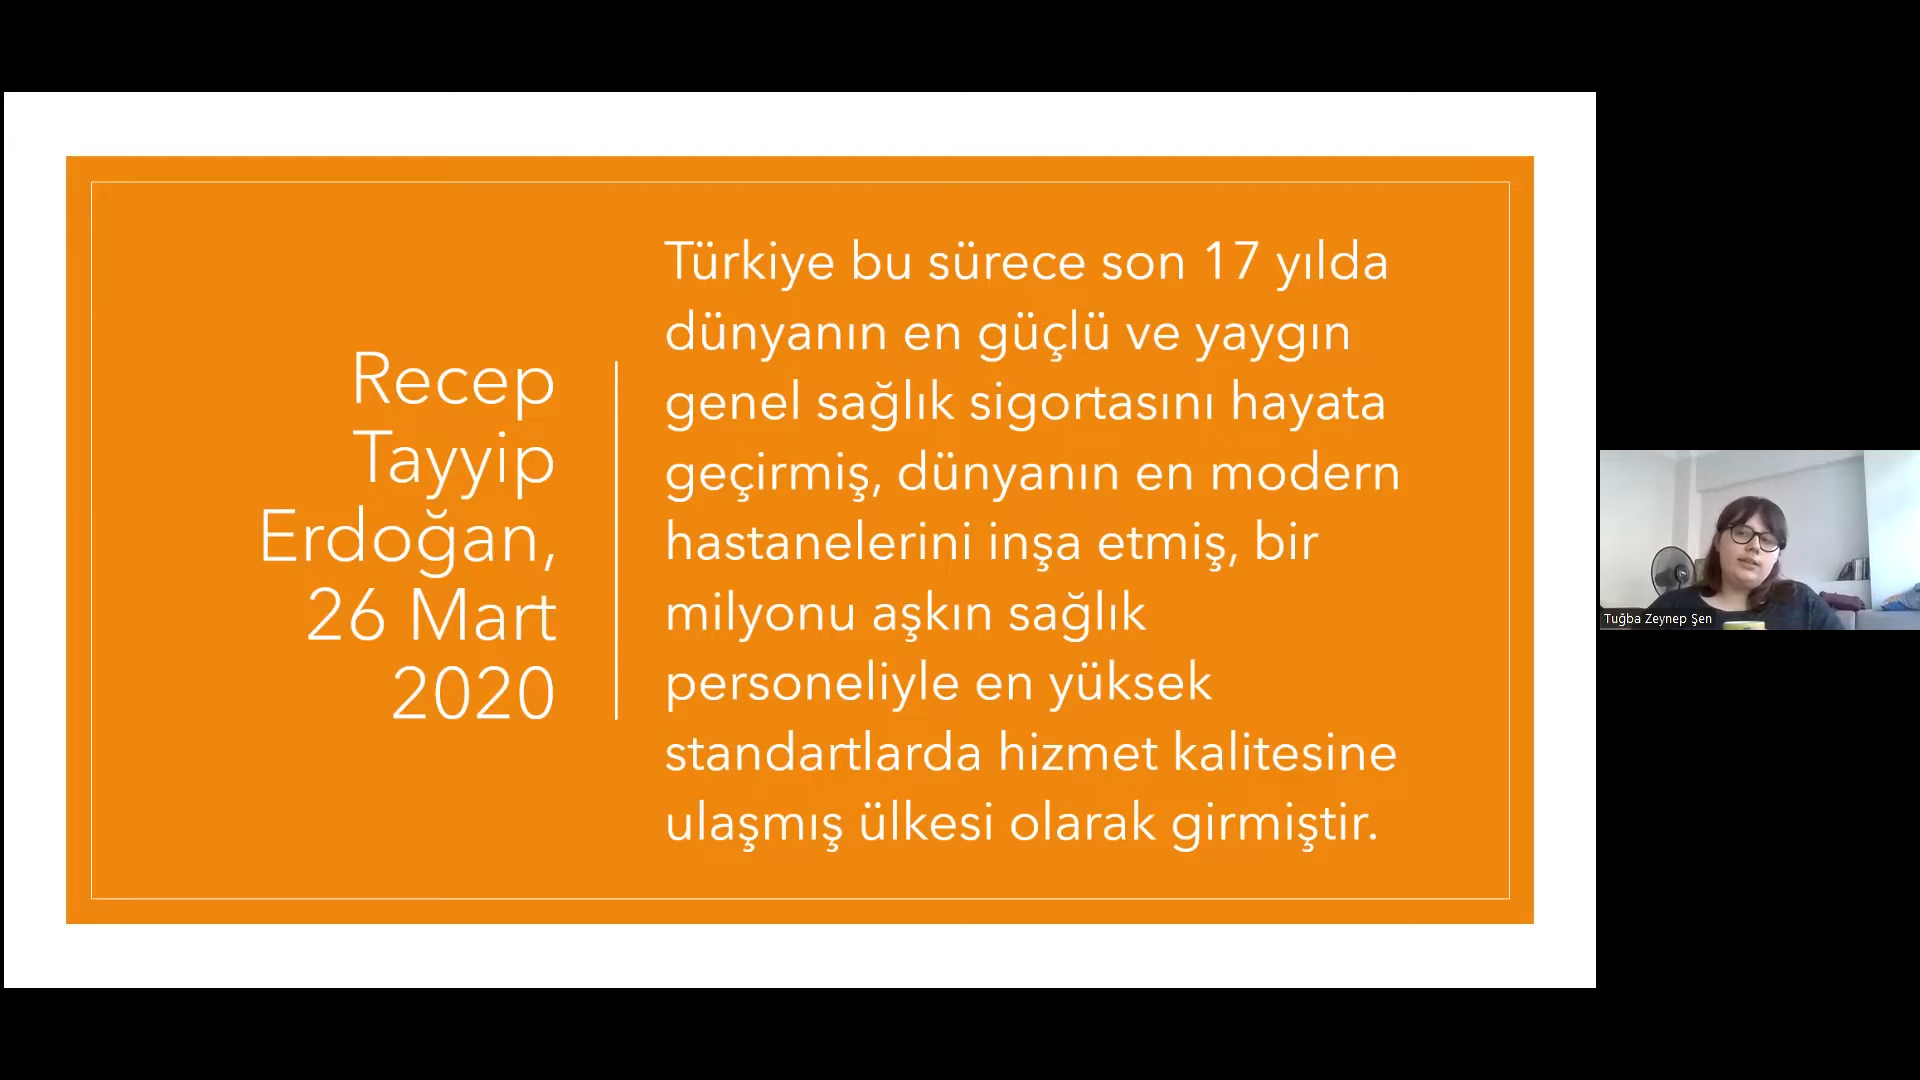 Recep
Tayyip
Erdoğan,
26 Mart
2020
Türkiye bu sürece son 17 yılda
dünyanın en güçlü ve yaygın
genel sağlık sigortasını hayata
geçirmiş, dünyanın en modern
hastanelerini inşa etmiş, bir
milyonu aşkın sağlık
personeliyle en yüksek
standartlarda hizmet kalitesine
ulaşmış ülkesi olarak girmiştir.
Tuğba Zeynep Şen